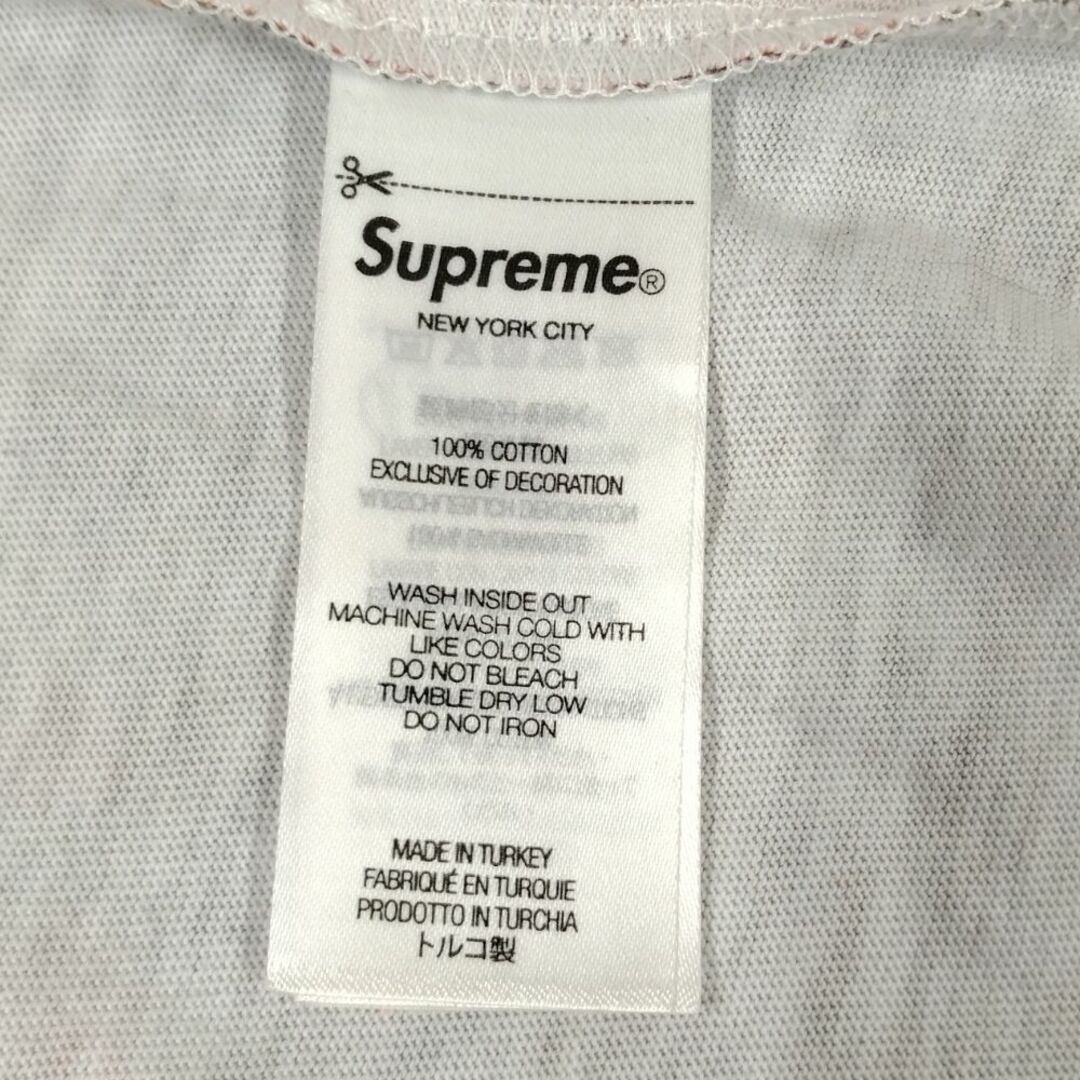 Supreme®
NEW YORK CITY
100% COTTON
EXCLUSIVE OF DECORATION
WASH INSIDE OUT
MACHINE WASH COLD WITH
LIKE COLORS
DO NOT BLEACH
TUMBLE DRY LOW
DO NOT IRON
MADE IN TURKEY
FABRIQUÉ EN TURQUIE
PRODOTTO IN TURCHIA
トルコ製